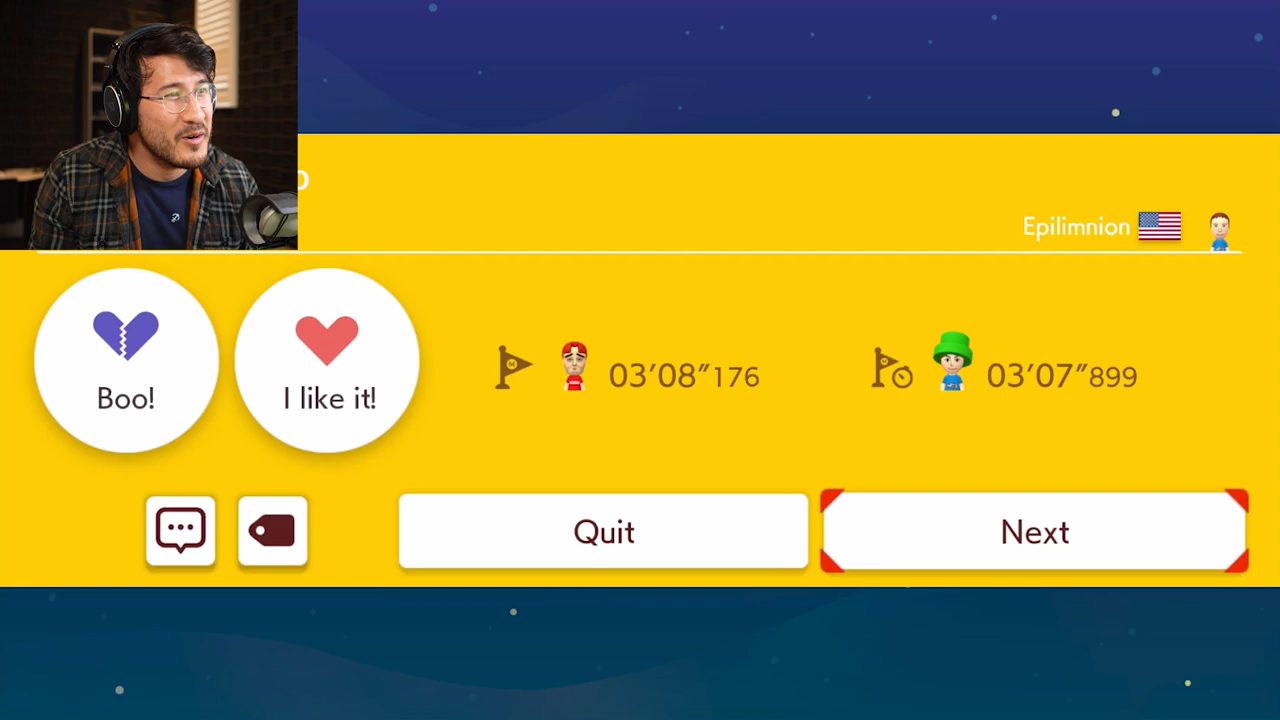 Epilimnion
Boo!
I like it!
03′08″176
03′07″899
Quit
Next